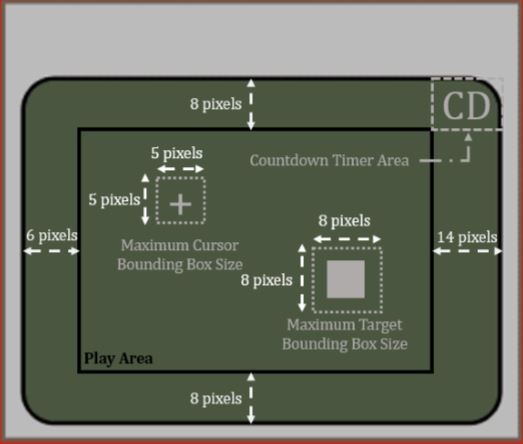 8 pixels
CD
5 pixels
Countdown Timer Area
5 pixels
8 pixels
6 pixels
14 pixels
Maximum Cursor
Bounding Box Size
8 pixels
Maximum Target
Bounding Box Size
Play Area
8 pixels